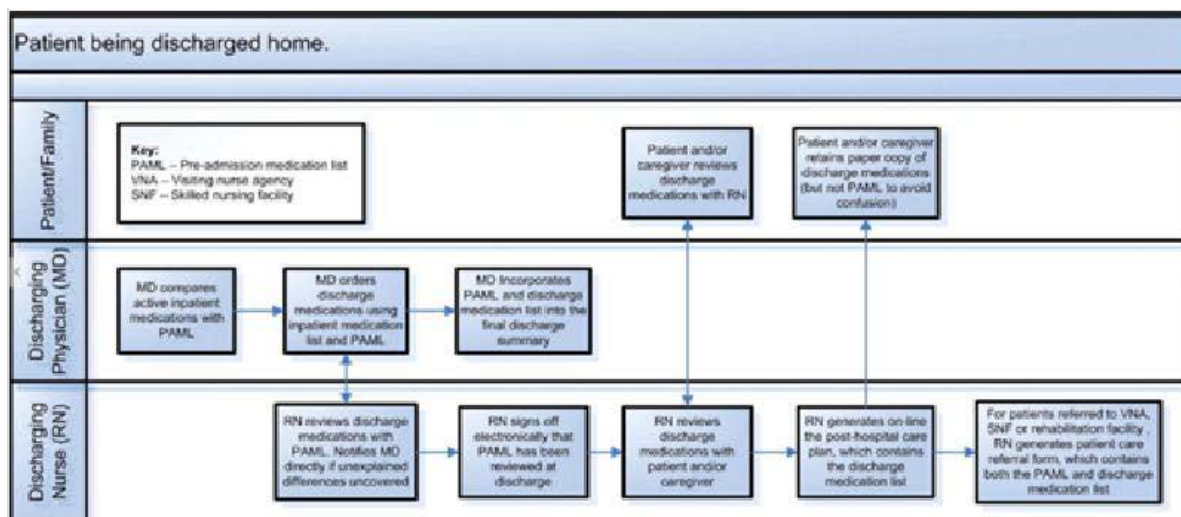 Patient being discharged home.
Patient/Family
Key:
PAML – Pre-admission medication list
VNA – Visiting nurse agency
SNF – Skilled nursing facility
Patient and/or
caregiver reviews
discharge
medications with RN
Patient and/or caregiver
retains paper copy of
discharge medications
(but not PAML to avoid
confusion)
Discharging
Physician (MD)
MD compares
active inpatient
medications with
PAML
MD orders
discharge
medications using
inpatient medication
list and PAML
MD Incorporates
PAML and discharge
medication list into the
final discharge
summary
Discharging
Nurse (RN)
RN reviews discharge
medications with
PAML. Notifies MD
directly if unexplained
differences uncovered
RN signs off
electronically that
PAML has been
reviewed at
discharge
RN reviews
discharge
medications with
patient and/or
caregiver
RN generates on-line
the post-hospital care
plan, which contains
the discharge
medication list
For patients referred to VNA,
SNF or rehabilitation facility ,
RN generates patient care
referral form, which contains
both the PAML and discharge
medication list